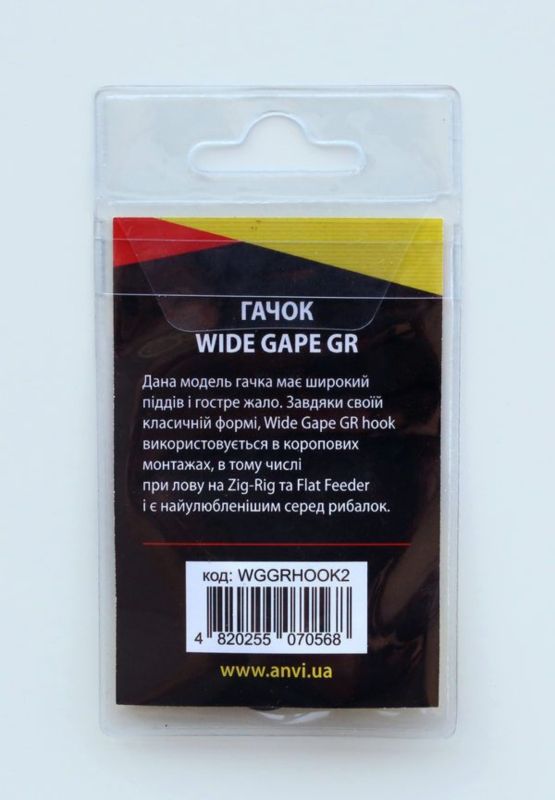 ГАЧОК
WIDE GAPE GR
Дана модель гачка має широкий
піддів і гостре жало. Завдяки своїй
класичній формі, Wide Gape GR hook
використовується в коропових
монтажах, в тому числі
при лову на Zig-Rig та Flat Feeder
і є найулюбленішим серед рибалок.
код: WGGRHOOK2
4 820255 070568
www.anvi.ua